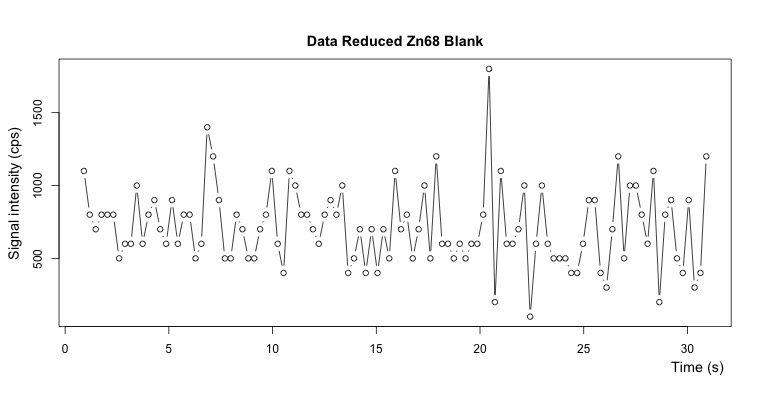 Data Reduced Zn68 Blank
Signal intensity (cps)
1500
1000
500
0 5 10 15 20 25 30
Time (s)